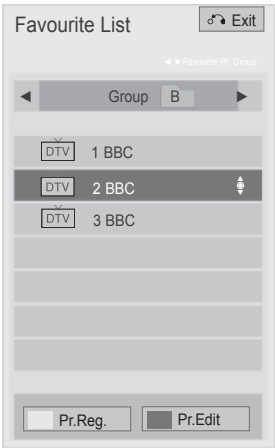 Favourite List
Exit
◄ ►Favourite Pr. Group
◄ Group B ►
DTV 1 BBC
DTV 2 BBC
DTV 3 BBC
Pr.Reg. Pr.Edit